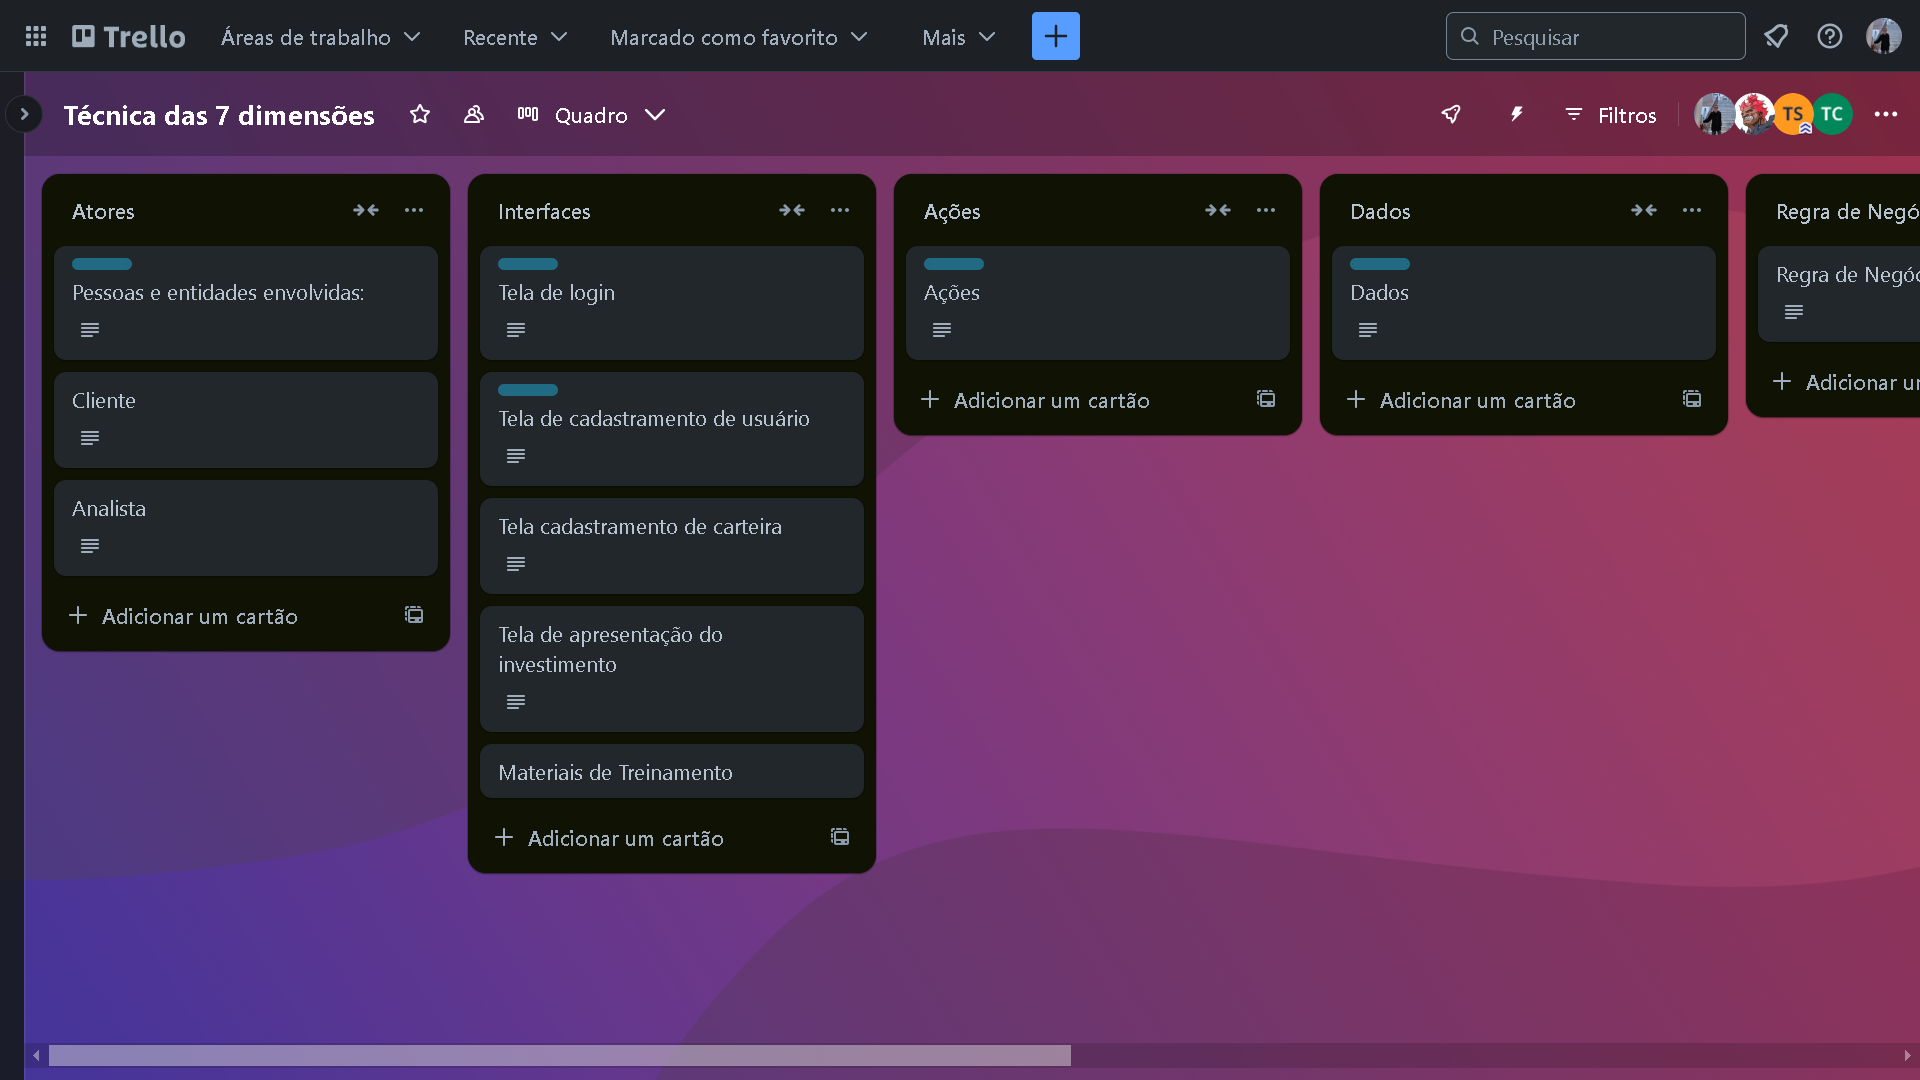 Trello
Áreas de trabalho
Recente
Marcado como favorito
Mais
Pesquisar
Técnica das 7 dimensões
Quadro
Filtros
TS
TC
Atores
Pessoas e entidades envolvidas:
Cliente
Analista
Adicionar um cartão
Interfaces
Tela de login
Tela de cadastramento de usuário
Tela cadastramento de carteira
Tela de apresentação do
investimento
Materiais de Treinamento
Adicionar um cartão
Ações
Ações
Adicionar um cartão
Dados
Dados
Adicionar um cartão
Regra de Negó
Regra de Negóc
Adicionar ur